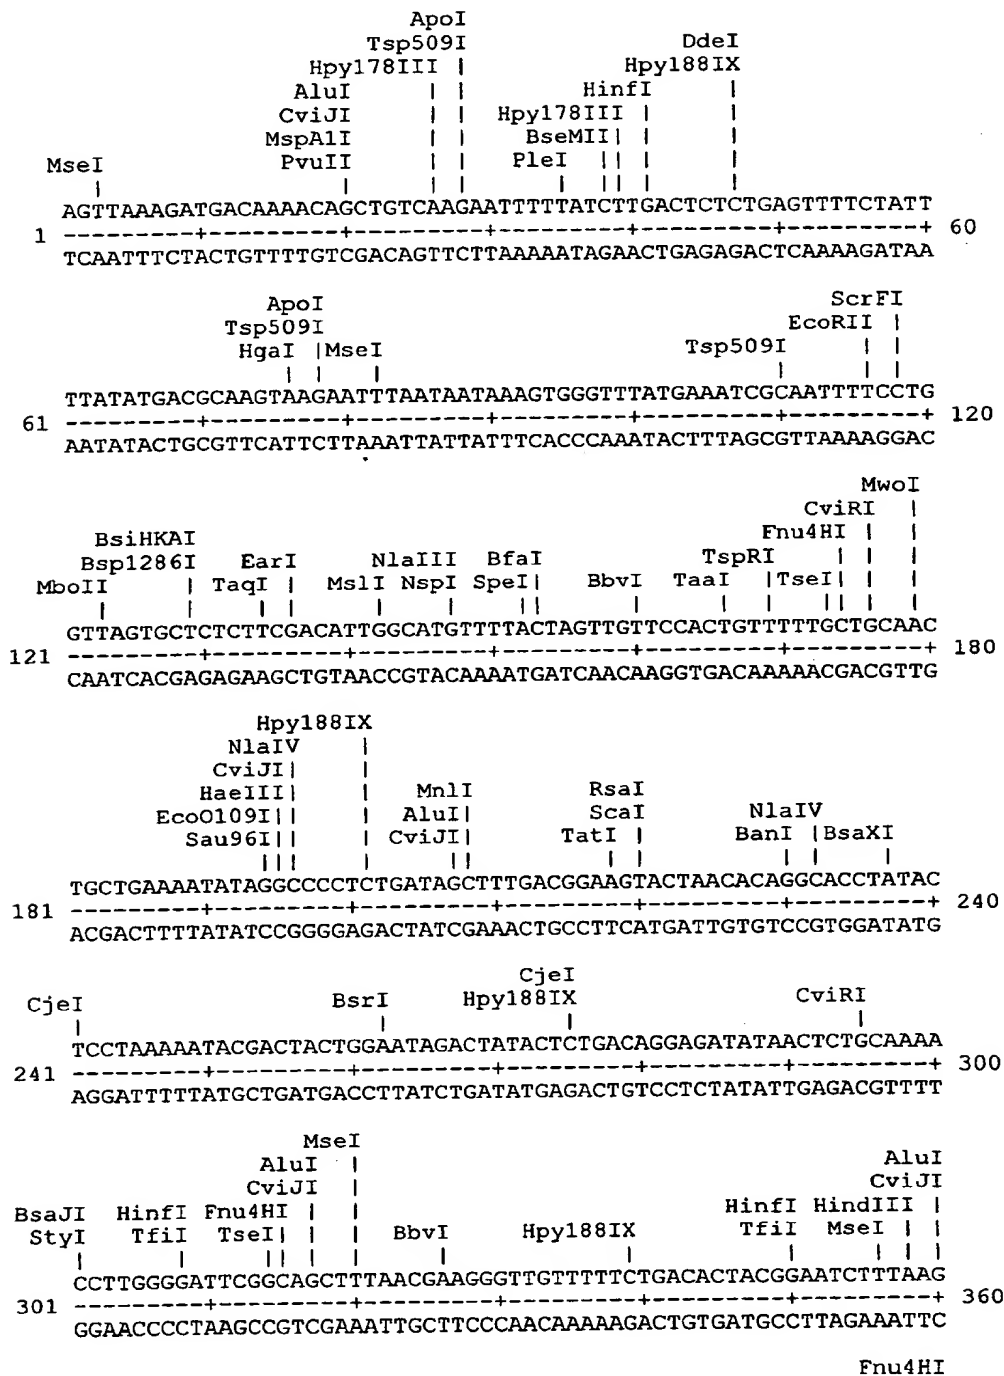 ApoI
Tsp509I DdeI
Hpy178III Hpy188IX
AluI HinfI
CviJI Hpy178III
MspA1I BseMII
MseI PvuII PleI
AGTTAAAGATGACAAAACAGCTGTCAAGAATTTTTATCTTGACTCTCTGAGTTTTCTATT
1 ---------+---------+---------+---------+---------+---------+ 60
TCAATTTCTACTGTTTTGTCGACAGTTCTTAAAAATAGAACTGAGAGACTCAAAAGATAA
ApoI ScrFI
Tsp509I EcoRII
HgaI MseI Tsp509I
TTATATGACGCAAGTAAGAATTTAATAATAAAGTGGGTTTATGAAATCGCAATTTTCCTG
61 ---------+---------+---------+---------+---------+---------+ 120
AATATACTGCGTTCATTCTTAAATTATTATTTCACCCAAATACTTTAGCGTTAAAAGGAC
MwoI
CviRI
BsiHKAI Fnu4HI
Bsp1286I EarI NlaIII BfaI TspRI
MboII TaqI MslI NspI SpeI BbvI TaaI TseI
GTTAGTGCTCTCTTCGACATTGGCATGTTTTACTAGTTGTTCCACTGTTTTTGCTGCAAC
121 ---------+---------+---------+---------+---------+---------+ 180
CAATCACGAGAGAAGCTGTAACCGTACAAAATGATCAACAAGGTGACAAAAACGACGTTG
Hpy188IX
NlaIV
CviJI
HaeIII MnlI RsaI
EcoO109I AluI ScaI NlaIV
Sau96I CviJI TatI BanI BsaXI
TGCTGAAAATATAGGCCCCTCTGATAGCTTTGACGGAAGTACTAACACAGGCACCTATAC
181 ---------+---------+---------+---------+---------+---------+ 240
ACGACTTTTATATCCGGGGAGACTATCGAAACTGCCTTCATGATTGTGTCCGTGGATATG
CjeI
CjeI BsrI Hpy188IX CviRI
TCCTAAAAATACGACTACTGGAATAGACTATACTCTGACAGGAGATATAACTCTGCAAAA
241 ---------+---------+---------+---------+---------+---------+ 300
AGGATTTTTATGCTGATGACCTTATCTGATATGAGACTGTCCTCTATATTGAGACGTTTT
MseI
AluI AluI
CviJI CviJI
BsaJI HinfI Fnu4HI HinfI HindIII
StyI TfiI TseI BbvI Hpy188IX TfiI MseI
CCTTGGGGATTCGGCAGCTTTAACGAAGGGTTGTTTTTCTGACACTACGGAATCTTTAAG
301 ---------+---------+---------+---------+---------+---------+ 360
GGAACCCCTAAGCCGTCGAAATTGCTTCCCAACAAAAAGACTGTGATGCCTTAGAAATTC
Fnu4HI